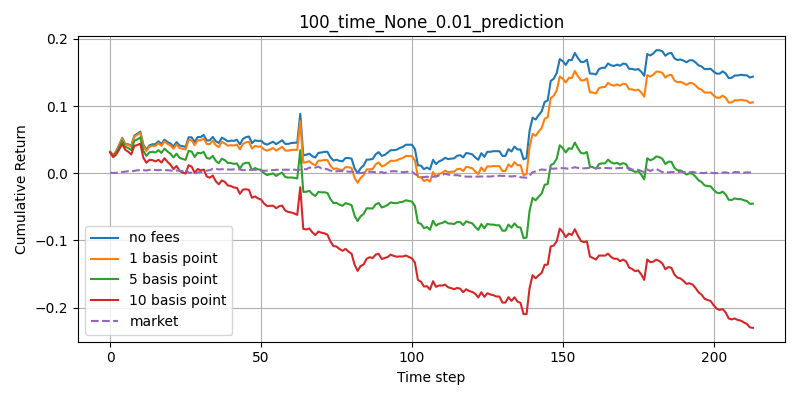 100_time_None_0.01_prediction
Cumulative Return
0.2
0.1
0.0
−0.1
−0.2
no fees
1 basis point
5 basis point
10 basis point
market
0 50 100 150 200
Time step